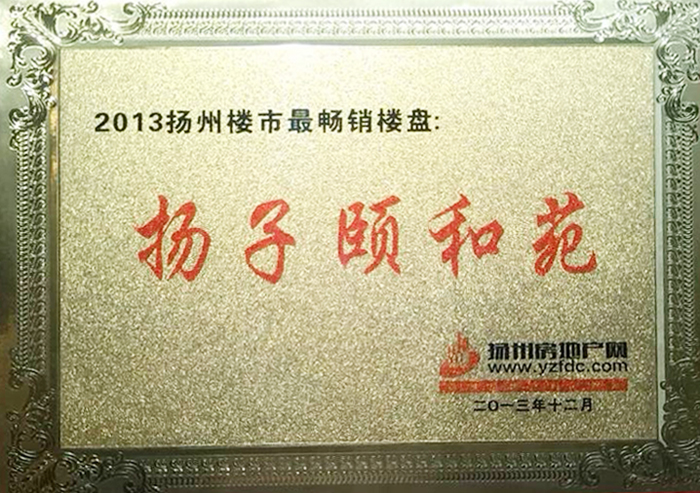 2013扬州楼市最畅销楼盘:
扬子颐和苑
扬州房地产网
www.yzfdc.com
二〇一三年十二月